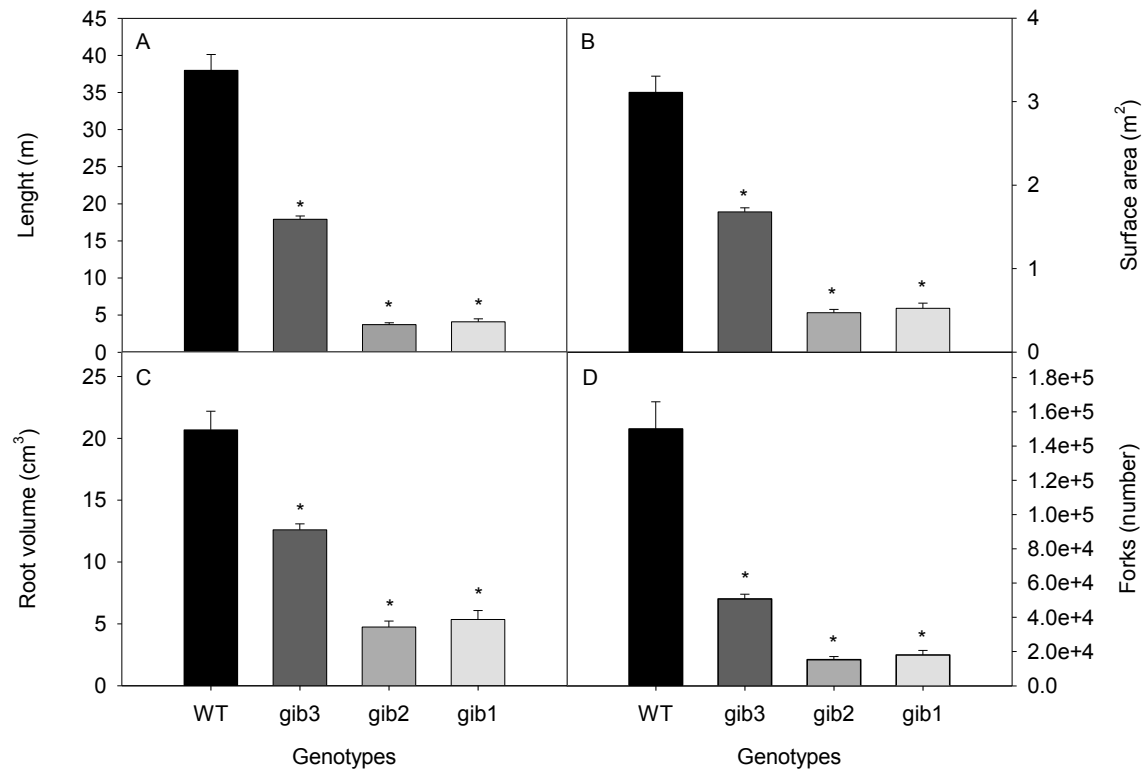 A
45
40
35
30
25
20
15
10
5
0
Lenght (m)
*
*
*
B
4
3
2
1
0
Surface area (m²)
*
*
*
C
25
20
15
10
5
0
Root volume (cm³)
*
*
*
WT gib3 gib2 gib1
Genotypes
D
1.8e+5
1.6e+5
1.4e+5
1.2e+5
1.0e+5
8.0e+4
6.0e+4
4.0e+4
2.0e+4
0.0
Forks (number)
*
*
*
WT gib3 gib2 gib1
Genotypes